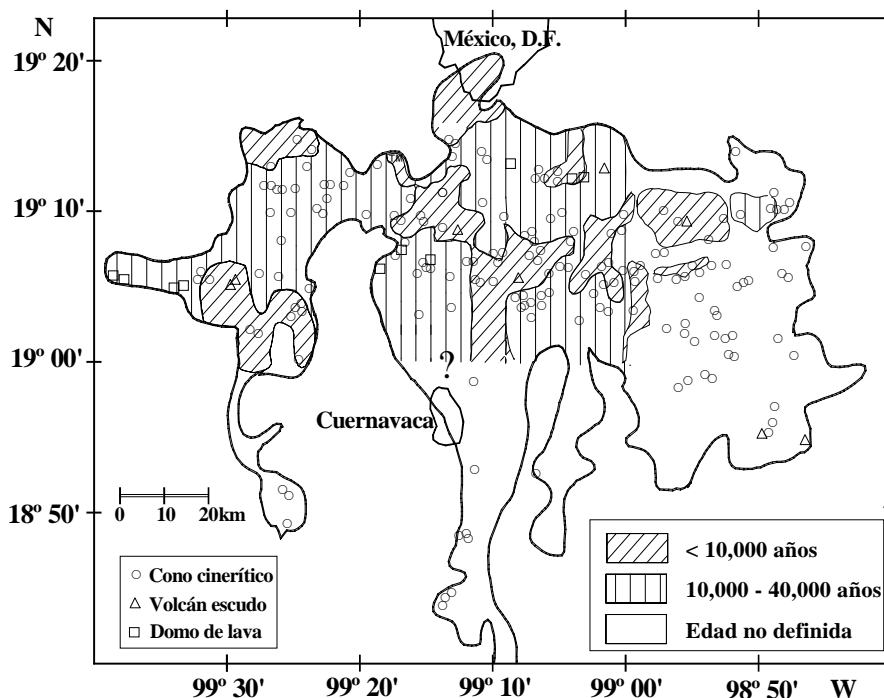 N
México, D.F.
19º 20'
19º 10'
19º 00'
?
Cuernavaca
18º 50'
0 10 20km
Cono cinerítico
Volcán escudo
Domo de lava
< 10,000 años
10,000 - 40,000 años
Edad no definida
99º 30' 99º 20' 99º 10' 99º 00' 98º 50' W